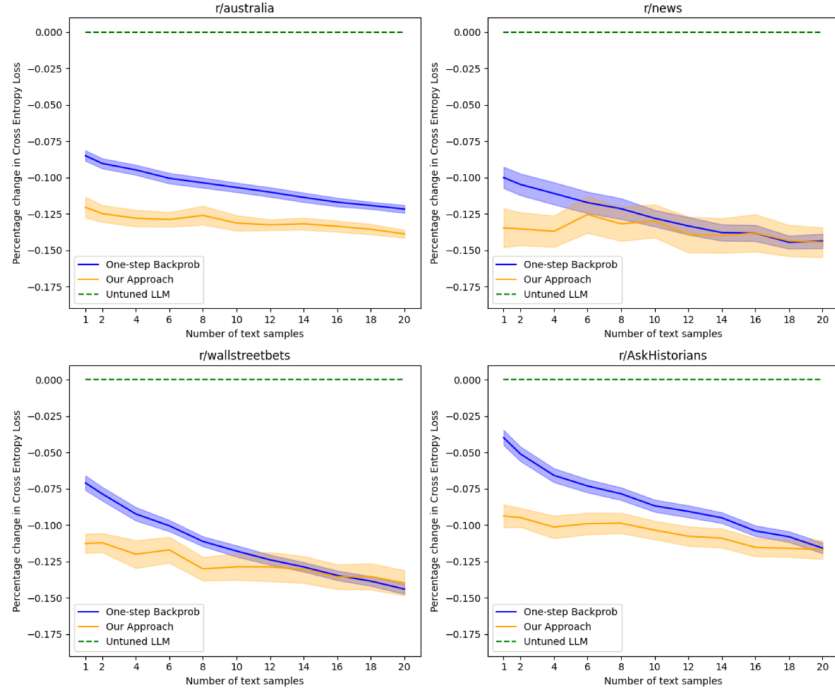 r/australia
Percentage change in Cross Entropy Loss
0.000
−0.025
−0.050
−0.075
−0.100
−0.125
−0.150
−0.175
One-step Backprob
Our Approach
Untuned LLM
1 2 4 6 8 10 12 14 16 18 20
Number of text samples
r/news
Percentage change in Cross Entropy Loss
0.000
−0.025
−0.050
−0.075
−0.100
−0.125
−0.150
−0.175
One-step Backprob
Our Approach
Untuned LLM
1 2 4 6 8 10 12 14 16 18 20
Number of text samples
r/wallstreetbets
Percentage change in Cross Entropy Loss
0.000
−0.025
−0.050
−0.075
−0.100
−0.125
−0.150
−0.175
One-step Backprob
Our Approach
Untuned LLM
1 2 4 6 8 10 12 14 16 18 20
Number of text samples
r/AskHistorians
Percentage change in Cross Entropy Loss
0.000
−0.025
−0.050
−0.075
−0.100
−0.125
−0.150
−0.175
One-step Backprob
Our Approach
Untuned LLM
1 2 4 6 8 10 12 14 16 18 20
Number of text samples